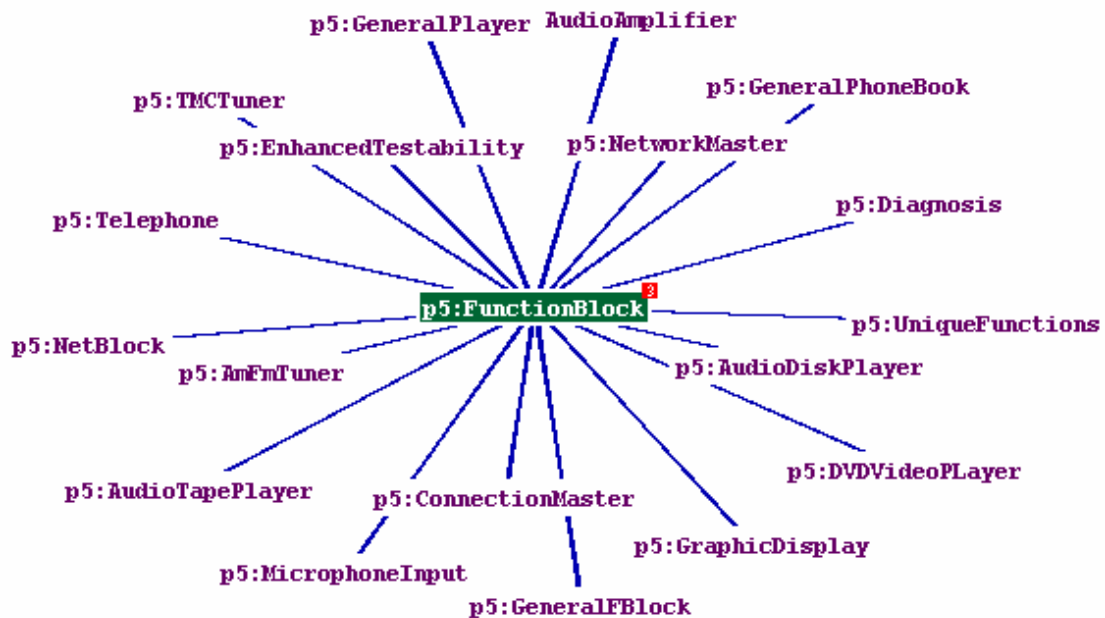 p5:GeneralPlayer
AudioAmplifier
p5:TMCTuner
p5:GeneralPhoneBook
p5:EnhancedTestability
p5:NetworkMaster
p5:Telephone
p5:Diagnosis
3
p5:FunctionBlock
p5:NetBlock
p5:UniqueFunctions
p5:AmFmTuner
p5:AudioDiskPlayer
p5:AudioTapePlayer
p5:ConnectionMaster
p5:DVDVideoPLayer
p5:MicrophoneInput
p5:GraphicDisplay
p5:GeneralFBlock